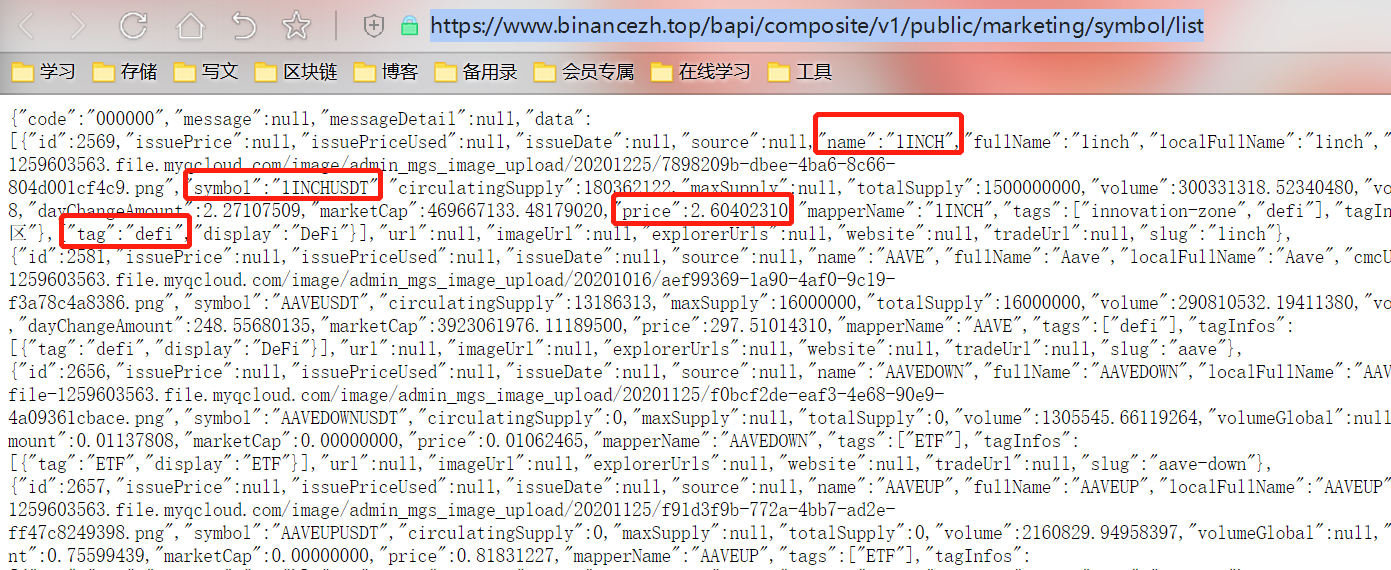 https://www.binancezh.top/bapi/composite/v1/public/marketing/symbol/list
学习 存储 写文 区块链 博客 备用录 会员专属 在线学习 工具
{"code":"000000","message":null,"messageDetail":null,"data":
[{"id":2569,"issuePrice":null,"issuePriceUsed":null,"issueDate":null,"source":null,"name":"1INCH","fullName":"1inch","localFullName":"1inch","
1259603563.file.myqcloud.com/image/admin_mgs_image_upload/20201225/7898209b-dbee-4ba6-8c66-
804d001cf4c9.png","symbol":"1INCHUSDT","circulatingSupply":180362122,"maxSupply":null,"totalSupply":1500000000,"volume":300331318.52340480,"v
8,"dayChangeAmount":2.27107509,"marketCap":469667133.48179020,"price":2.60402310,"mapperName":"1INCH","tags":["innovation-zone","defi"],"tagIn
区"},{"tag":"defi","display":"DeFi"}],"url":null,"imageUrl":null,"explorerUrls":null,"website":null,"tradeUrl":null,"slug":"1inch"},
{"id":2581,"issuePrice":null,"issuePriceUsed":null,"issueDate":null,"source":null,"name":"AAVE","fullName":"Aave","localFullName":"Aave","cmcU
1259603563.file.myqcloud.com/image/admin_mgs_image_upload/20201016/aef99369-1a90-4af0-9c19-
f3a78c4a8386.png","symbol":"AAVEUSDT","circulatingSupply":13186313,"maxSupply":16000000,"totalSupply":16000000,"volume":290810532.19411380,"vo
,"dayChangeAmount":248.55680135,"marketCap":3923061976.11189500,"price":297.51014310,"mapperName":"AAVE","tags":["defi"],"tagInfos":
[{"tag":"defi","display":"DeFi"}],"url":null,"imageUrl":null,"explorerUrls":null,"website":null,"tradeUrl":null,"slug":"aave"},
{"id":2656,"issuePrice":null,"issuePriceUsed":null,"issueDate":null,"source":null,"name":"AAVEDOWN","fullName":"AAVEDOWN","localFullName":"AAV
file-1259603563.file.myqcloud.com/image/admin_mgs_image_upload/20201125/f0bcf2de-eaf3-4e68-90e9-
4a09361cbace.png","symbol":"AAVEDOWNUSDT","circulatingSupply":0,"maxSupply":null,"totalSupply":0,"volume":1305545.66119264,"volumeGlobal":null
mount":0.01137808,"marketCap":0.00000000,"price":0.01062465,"mapperName":"AAVEDOWN","tags":["ETF"],"tagInfos":
[{"tag":"ETF","display":"ETF"}],"url":null,"imageUrl":null,"explorerUrls":null,"website":null,"tradeUrl":null,"slug":"aave-down"},
{"id":2657,"issuePrice":null,"issuePriceUsed":null,"issueDate":null,"source":null,"name":"AAVEUP","fullName":"AAVEUP","localFullName":"AAVEUP"
1259603563.file.myqcloud.com/image/admin_mgs_image_upload/20201125/f91d3f9b-772a-4bb7-ad2e-
ff47c8249398.png","symbol":"AAVEUPUSDT","circulatingSupply":0,"maxSupply":null,"totalSupply":0,"volume":2160829.94958397,"volumeGlobal":null,"
nt":0.75599439,"marketCap":0.00000000,"price":0.81831227,"mapperName":"AAVEUP","tags":["ETF"],"tagInfos":